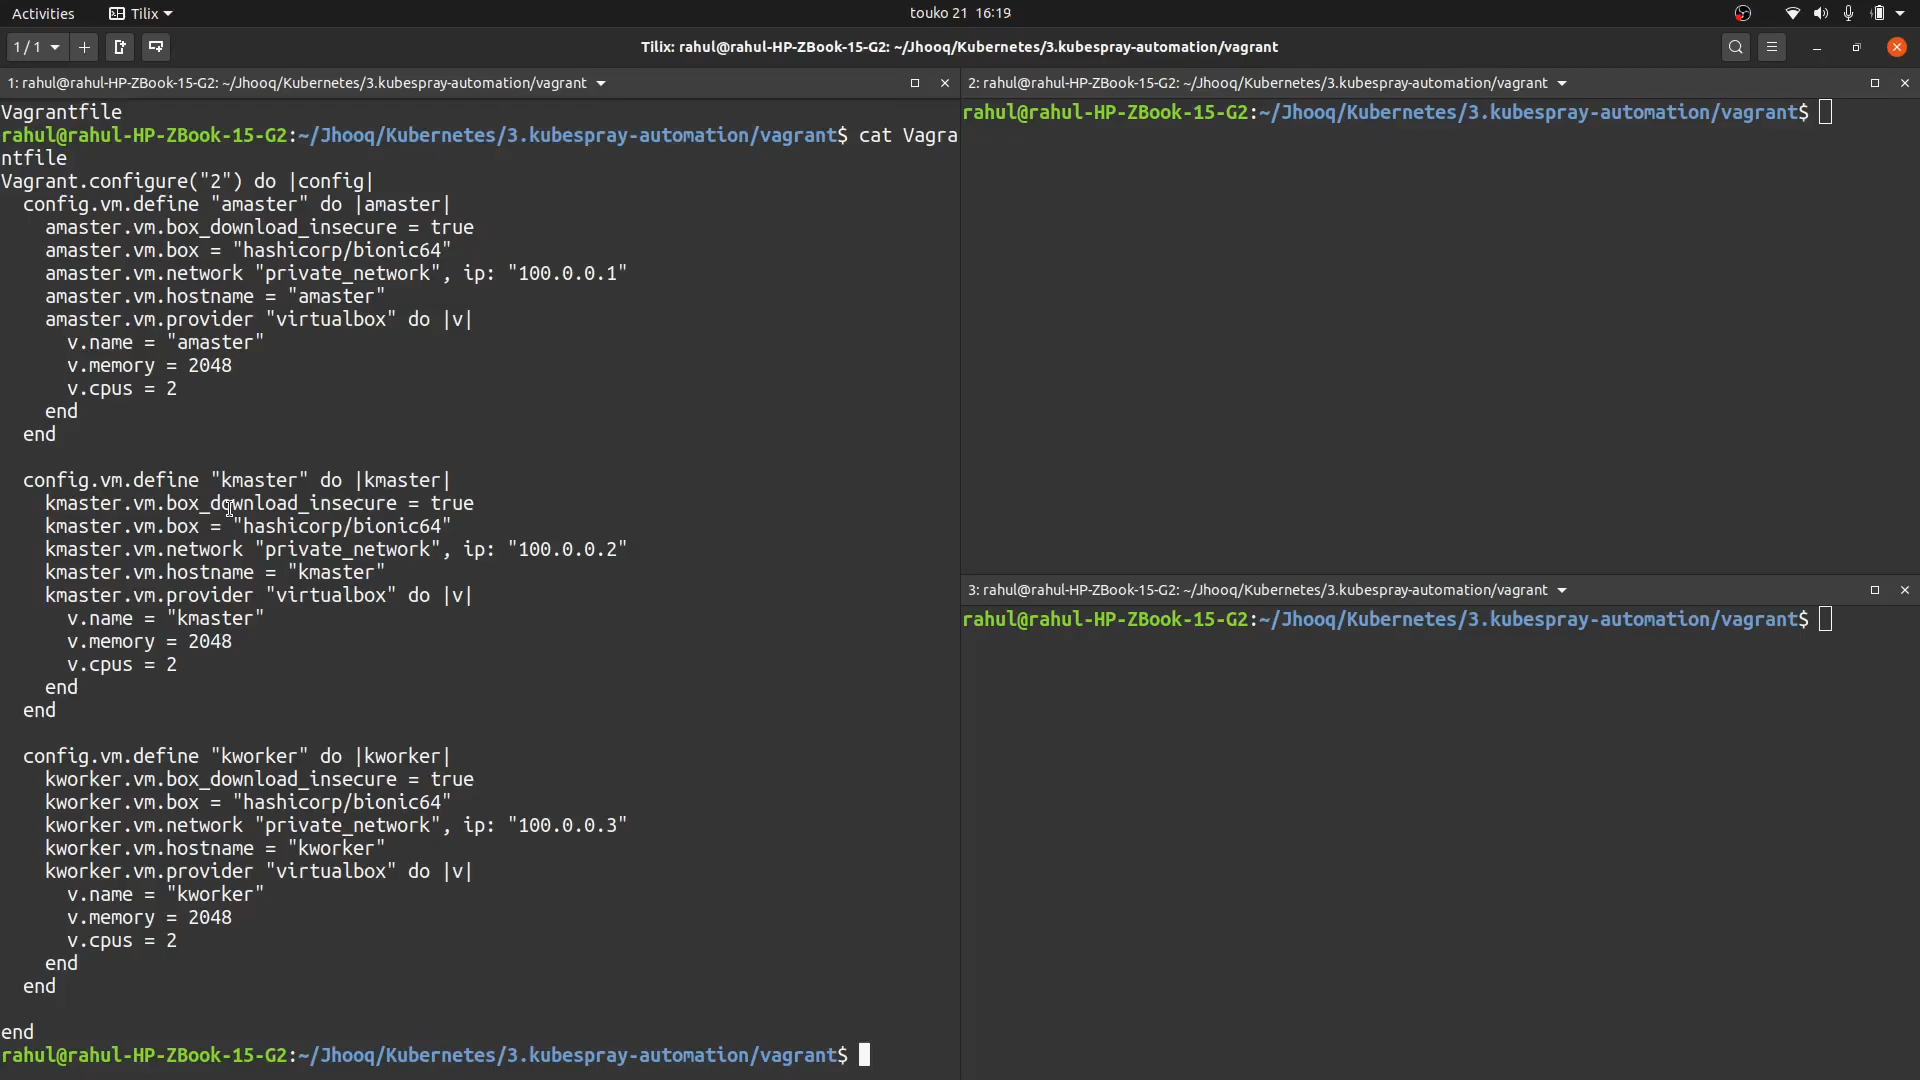 Activities Tilix touko 21 16:19
1 / 1 Tilix: rahul@rahul-HP-ZBook-15-G2: ~/Jhooq/Kubernetes/3.kubespray-automation/vagrant
1: rahul@rahul-HP-ZBook-15-G2: ~/Jhooq/Kubernetes/3.kubespray-automation/vagrant
Vagrantfile
rahul@rahul-HP-ZBook-15-G2:~/Jhooq/Kubernetes/3.kubespray-automation/vagrant$ cat Vagra
ntfile
Vagrant.configure("2") do |config|
  config.vm.define "amaster" do |amaster|
    amaster.vm.box_download_insecure = true
    amaster.vm.box = "hashicorp/bionic64"
    amaster.vm.network "private_network", ip: "100.0.0.1"
    amaster.vm.hostname = "amaster"
    amaster.vm.provider "virtualbox" do |v|
      v.name = "amaster"
      v.memory = 2048
      v.cpus = 2
    end
  end
  config.vm.define "kmaster" do |kmaster|
    kmaster.vm.box_download_insecure = true
    kmaster.vm.box = "hashicorp/bionic64"
    kmaster.vm.network "private_network", ip: "100.0.0.2"
    kmaster.vm.hostname = "kmaster"
    kmaster.vm.provider "virtualbox" do |v|
      v.name = "kmaster"
      v.memory = 2048
      v.cpus = 2
    end
  end
  config.vm.define "kworker" do |kworker|
    kworker.vm.box_download_insecure = true
    kworker.vm.box = "hashicorp/bionic64"
    kworker.vm.network "private_network", ip: "100.0.0.3"
    kworker.vm.hostname = "kworker"
    kworker.vm.provider "virtualbox" do |v|
      v.name = "kworker"
      v.memory = 2048
      v.cpus = 2
    end
  end
end
rahul@rahul-HP-ZBook-15-G2:~/Jhooq/Kubernetes/3.kubespray-automation/vagrant$
2: rahul@rahul-HP-ZBook-15-G2: ~/Jhooq/Kubernetes/3.kubespray-automation/vagrant
rahul@rahul-HP-ZBook-15-G2:~/Jhooq/Kubernetes/3.kubespray-automation/vagrant$
3: rahul@rahul-HP-ZBook-15-G2: ~/Jhooq/Kubernetes/3.kubespray-automation/vagrant
rahul@rahul-HP-ZBook-15-G2:~/Jhooq/Kubernetes/3.kubespray-automation/vagrant$